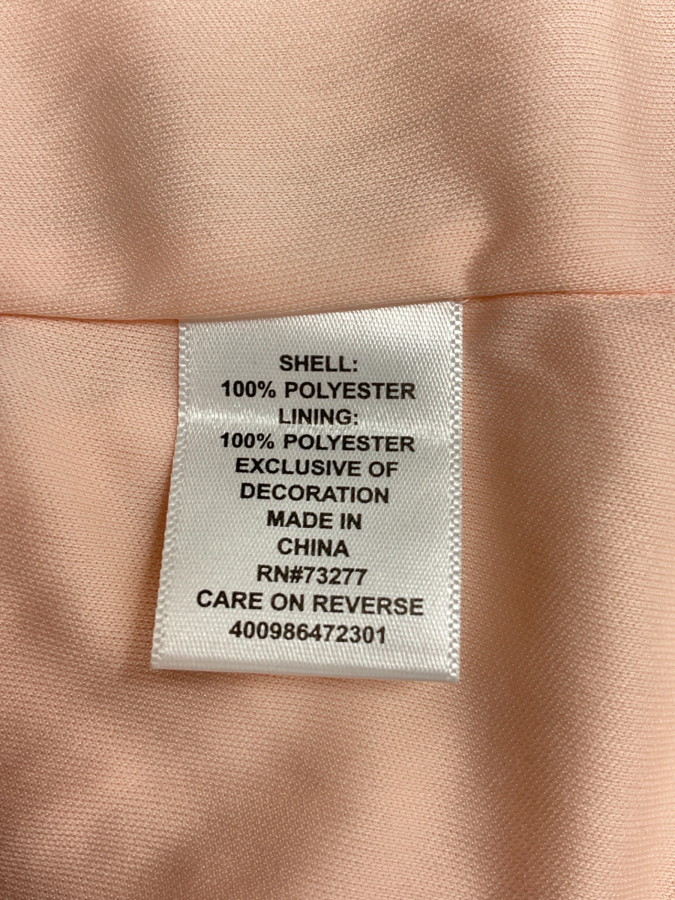 SHELL:
100% POLYESTER
LINING:
100% POLYESTER
EXCLUSIVE OF
DECORATION
MADE IN
CHINA
RN#73277
CARE ON REVERSE
400986472301